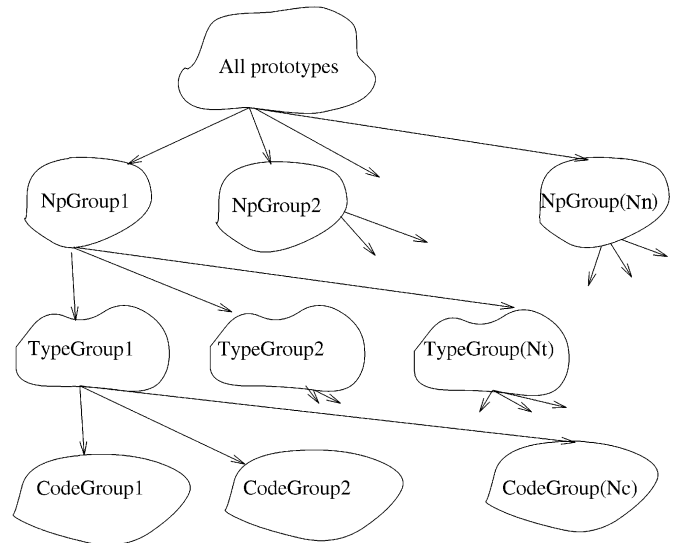 All prototypes
NpGroup1
NpGroup2
NpGroup(Nn)
TypeGroup1
TypeGroup2
TypeGroup(Nt)
CodeGroup1
CodeGroup2
CodeGroup(Nc)